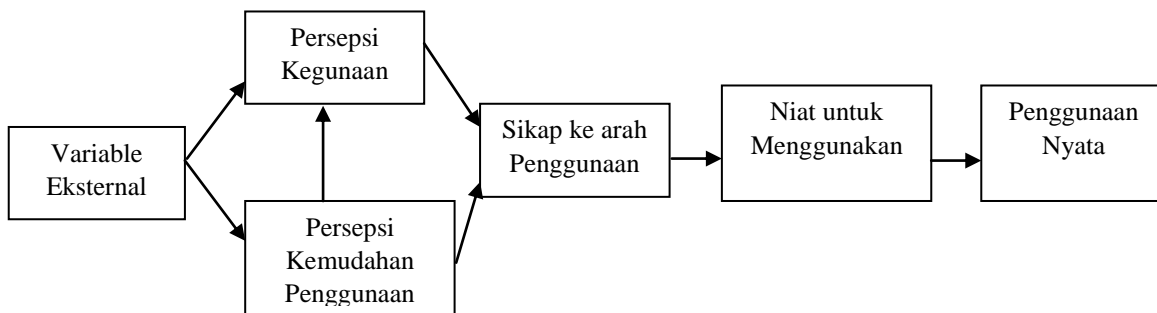 Variable
Eksternal
Persepsi
Kegunaan
Persepsi
Kemudahan
Penggunaan
Sikap ke arah
Penggunaan
Niat untuk
Menggunakan
Penggunaan
Nyata